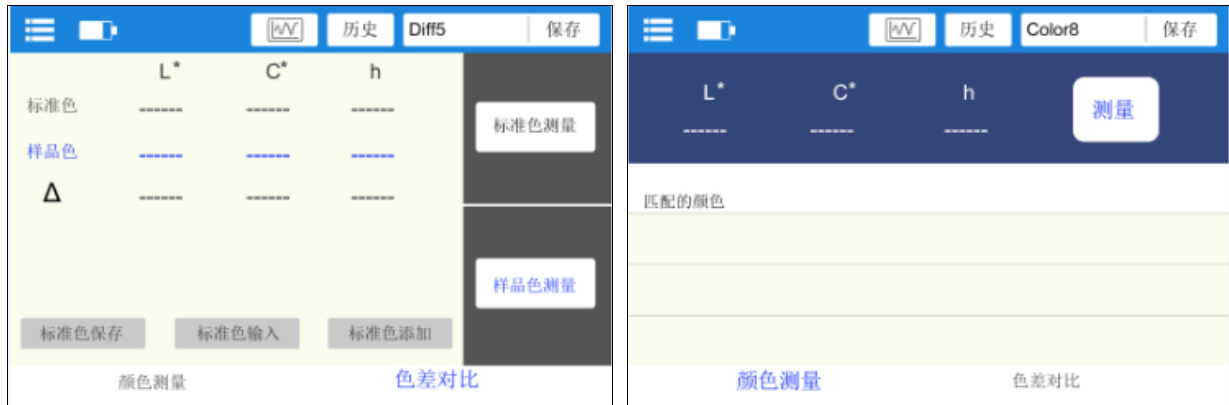 历史 Diff5 保存
L* C* h
标准色 ------ ------ ------
样品色 ------ ------ ------
Δ ------ ------ ------
标准色测量
样品色测量
标准色保存 标准色输入 标准色添加
颜色测量 色差对比
历史 Color8 保存
L* C* h
------ ------ ------
测量
匹配的颜色
颜色测量 色差对比